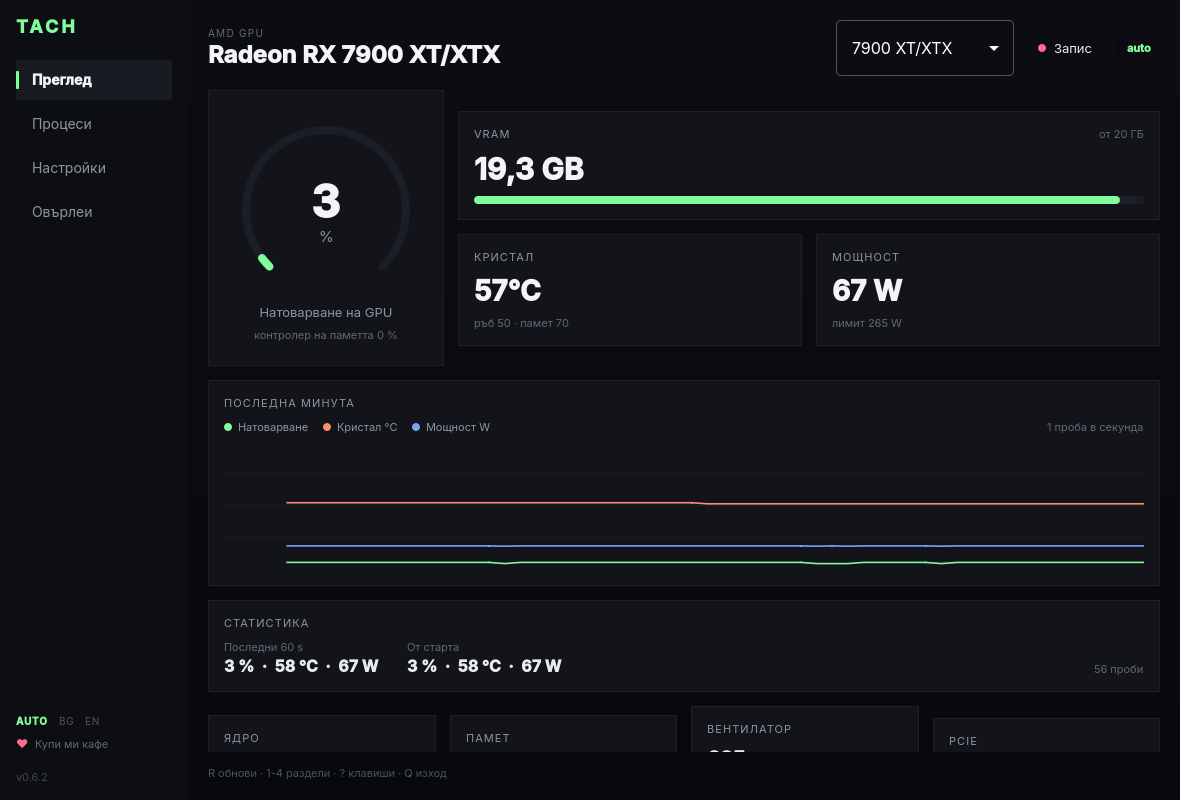 TACH
Преглед
Процеси
Настройки
Овърлеи
AUTO BG EN
Купи ми кафе
v0.6.2
AMD GPU
Radeon RX 7900 XT/XTX
7900 XT/XTX
Запис
auto
3
%
Натоварване на GPU
контролер на паметта 0 %
VRAM
от 20 ГБ
19,3 GB
КРИСТАЛ
57°C
ръб 50 · памет 70
МОЩНОСТ
67 W
лимит 265 W
ПОСЛЕДНА МИНУТА
Натоварване Кристал °C Мощност W
1 проба в секунда
СТАТИСТИКА
Последни 60 s
3 % · 58 °C · 67 W
От старта
3 % · 58 °C · 67 W
56 проби
ЯДРО
ПАМЕТ
ВЕНТИЛАТОР
PCIE
R обнови · 1-4 раздели · ? клавиши · Q изход